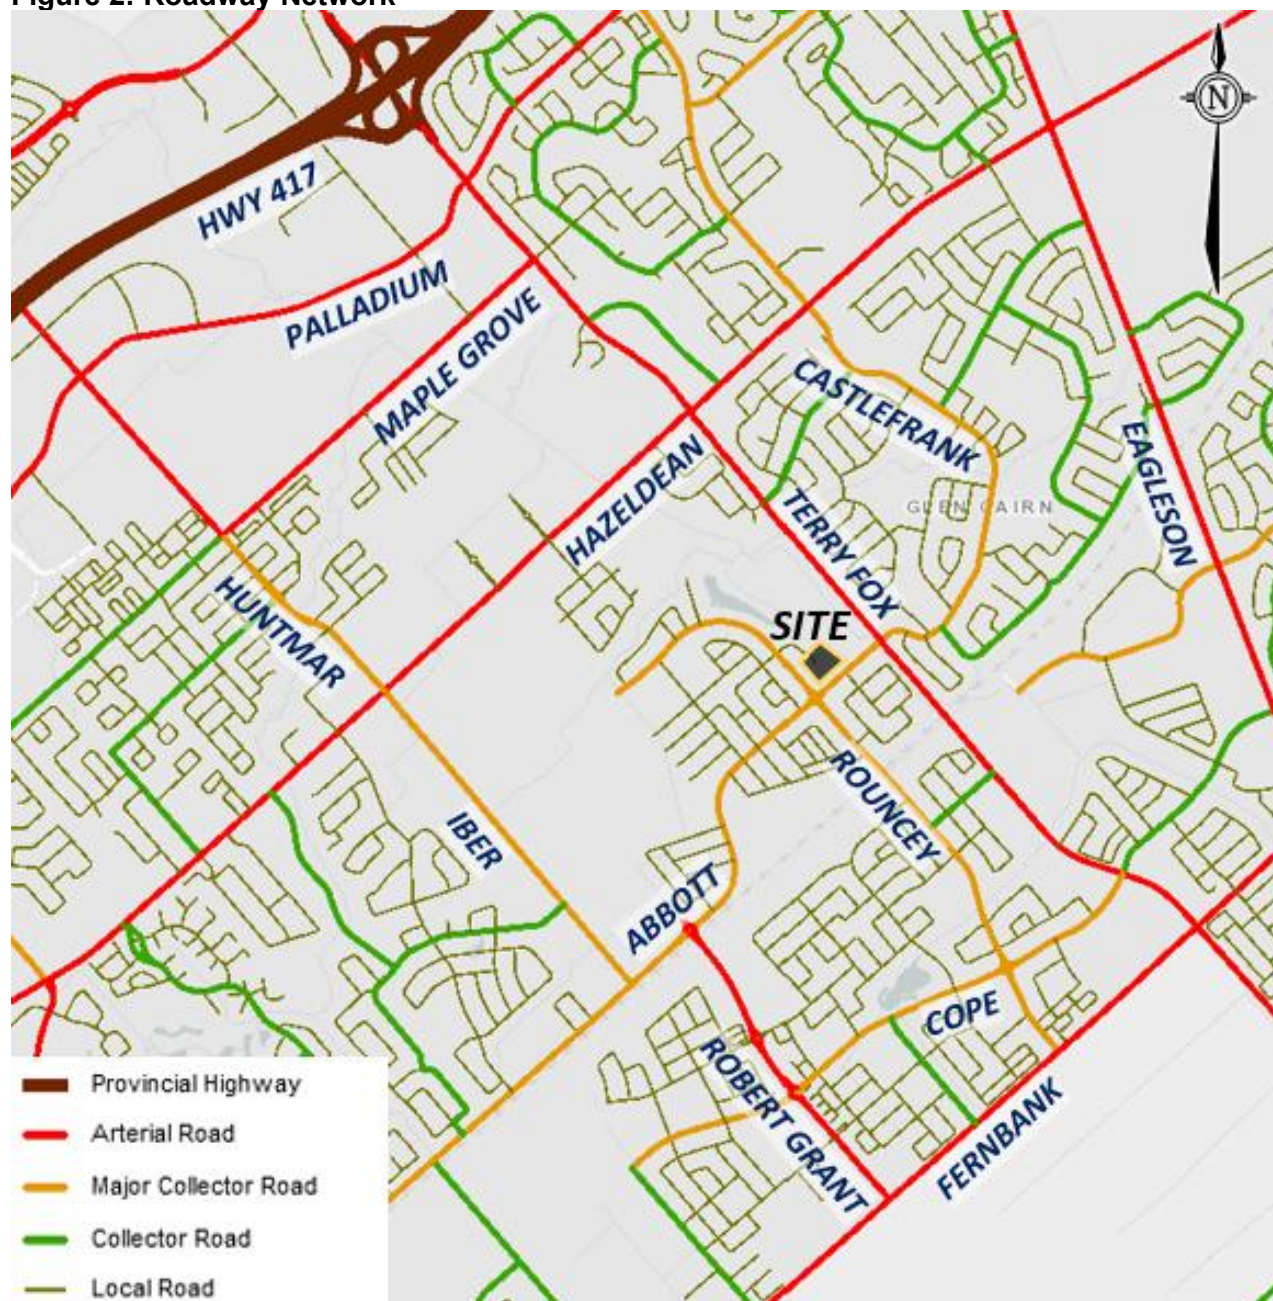 Figure 2: Roadway Network
N
HWY 417
PALLADIUM
MAPLE GROVE
CASTLEFRANK
EAGLESON
HAZELDEAN
GLEN CAIRN
TERRY FOX
HUNTMAR
SITE
ROUNCEY
IBER
ABBOTT
COPE
ROBERT GRANT
FERNBANK
Provincial Highway
Arterial Road
Major Collector Road
Collector Road
Local Road